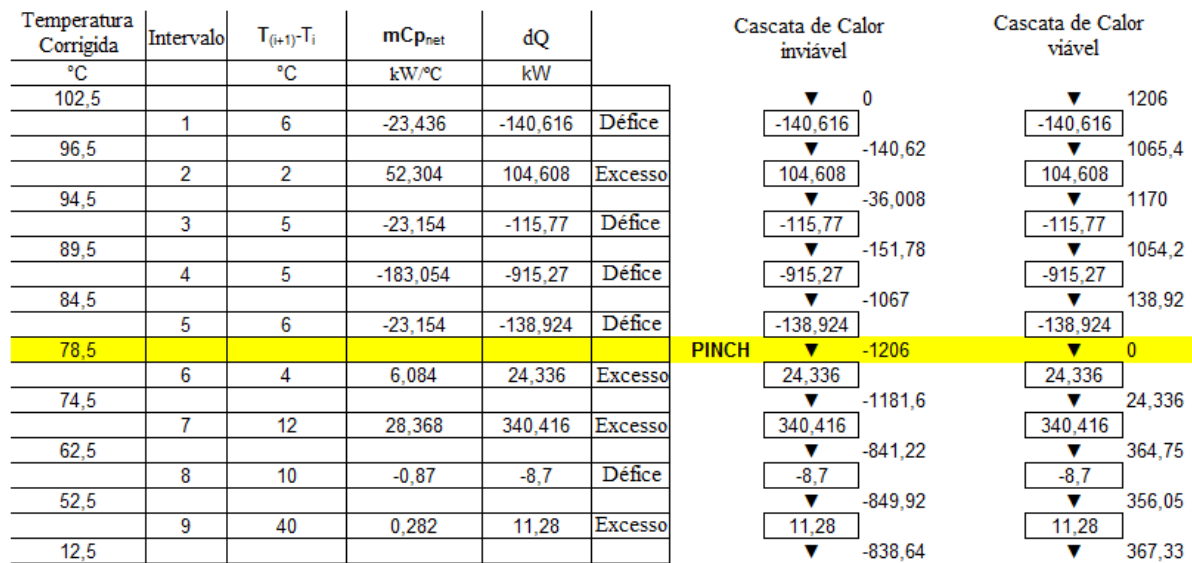 Temperatura Corrigida Intervalo T(i+1)-Ti mCpnet dQ Cascata de Calor inviável Cascata de Calor viável
°C °C kW/°C kW
102,5 ▼ 0 ▼ 1206
1 6 -23,436 -140,616 Défice -140,616 -140,616
96,5 ▼ -140,62 ▼ 1065,4
2 2 52,304 104,608 Excesso 104,608 104,608
94,5 ▼ -36,008 ▼ 1170
3 5 -23,154 -115,77 Défice -115,77 -115,77
89,5 ▼ -151,78 ▼ 1054,2
4 5 -183,054 -915,27 Défice -915,27 -915,27
84,5 ▼ -1067 ▼ 138,92
5 6 -23,154 -138,924 Défice -138,924 -138,924
78,5 PINCH ▼ -1206 ▼ 0
6 4 6,084 24,336 Excesso 24,336 24,336
74,5 ▼ -1181,6 ▼ 24,336
7 12 28,368 340,416 Excesso 340,416 340,416
62,5 ▼ -841,22 ▼ 364,75
8 10 -0,87 -8,7 Défice -8,7 -8,7
52,5 ▼ -849,92 ▼ 356,05
9 40 0,282 11,28 Excesso 11,28 11,28
12,5 ▼ -838,64 ▼ 367,33